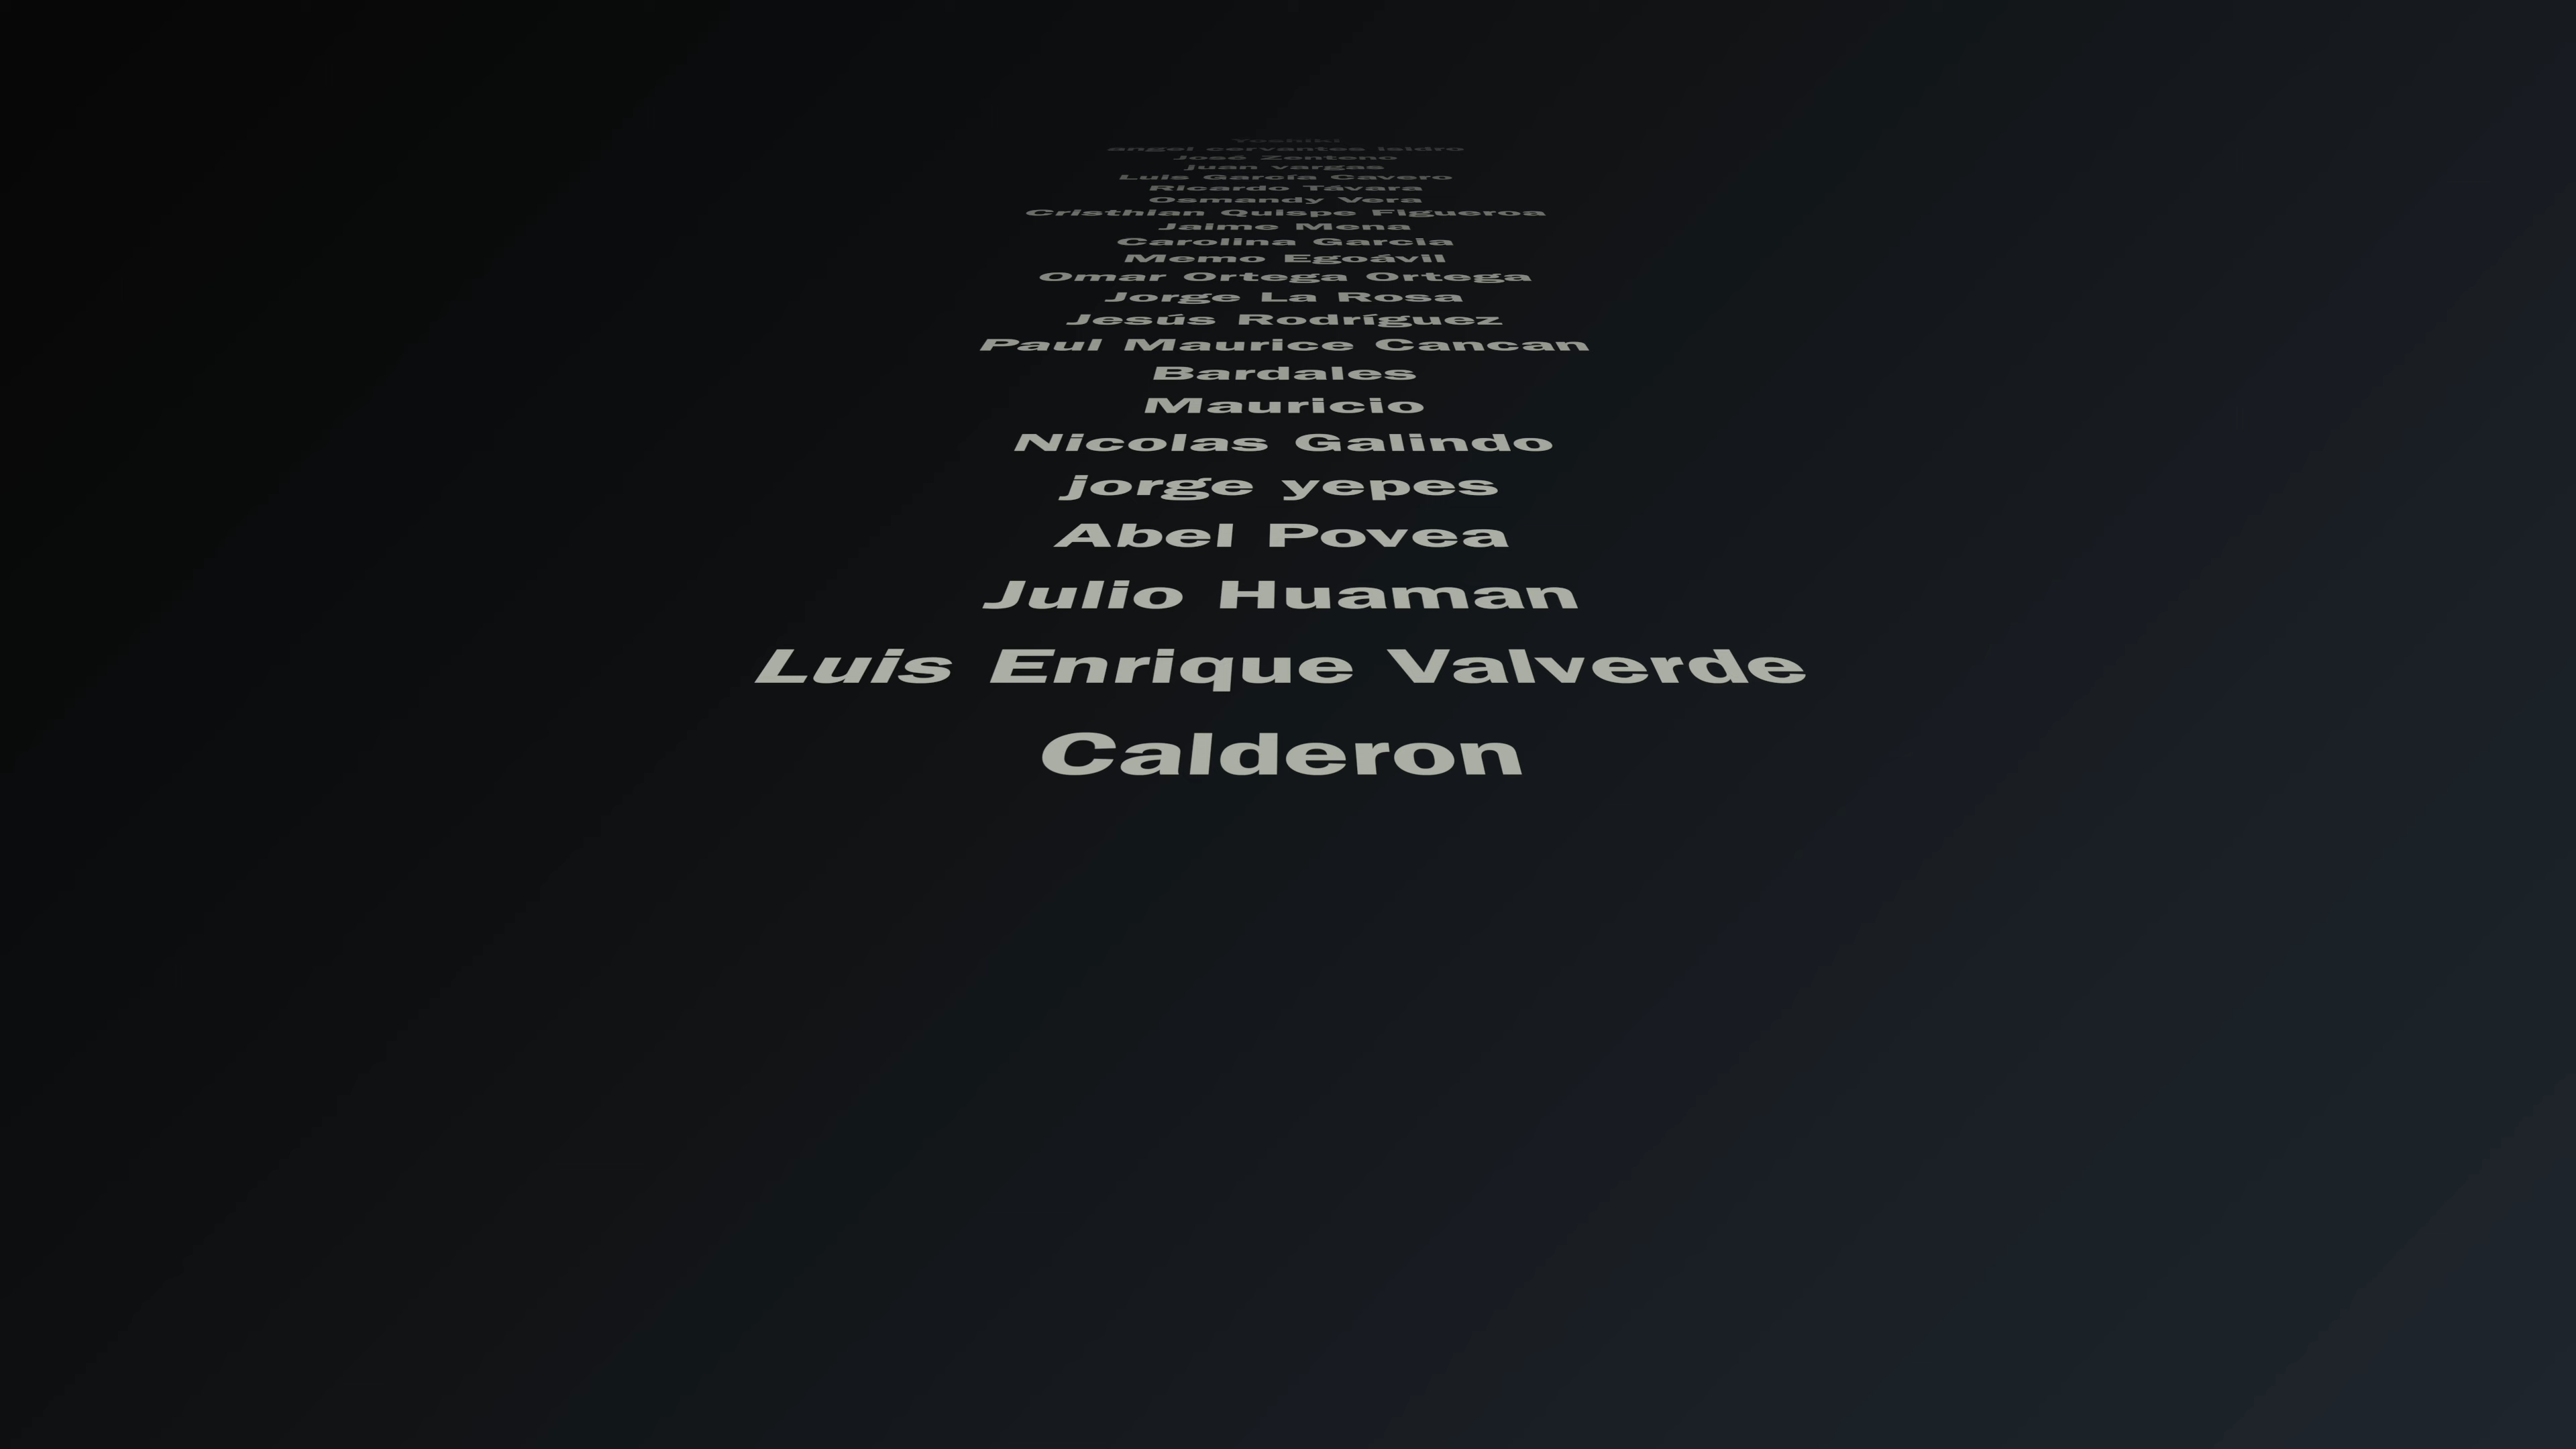 Yoshiki
angel cervantes isidro
José Zenteno
juan vargas
Luis García Cavero
Ricardo Távara
Osmandy Vera
Cristhian Quispe Figueroa
Jaime Mena
Carolina Garcia
Memo Egoávil
Omar Ortega Ortega
Jorge La Rosa
Jesús Rodríguez
Paul Maurice Cancan
Bardales
Mauricio
Nicolas Galindo
jorge yepes
Abel Povea
Julio Huaman
Luis Enrique Valverde
Calderon